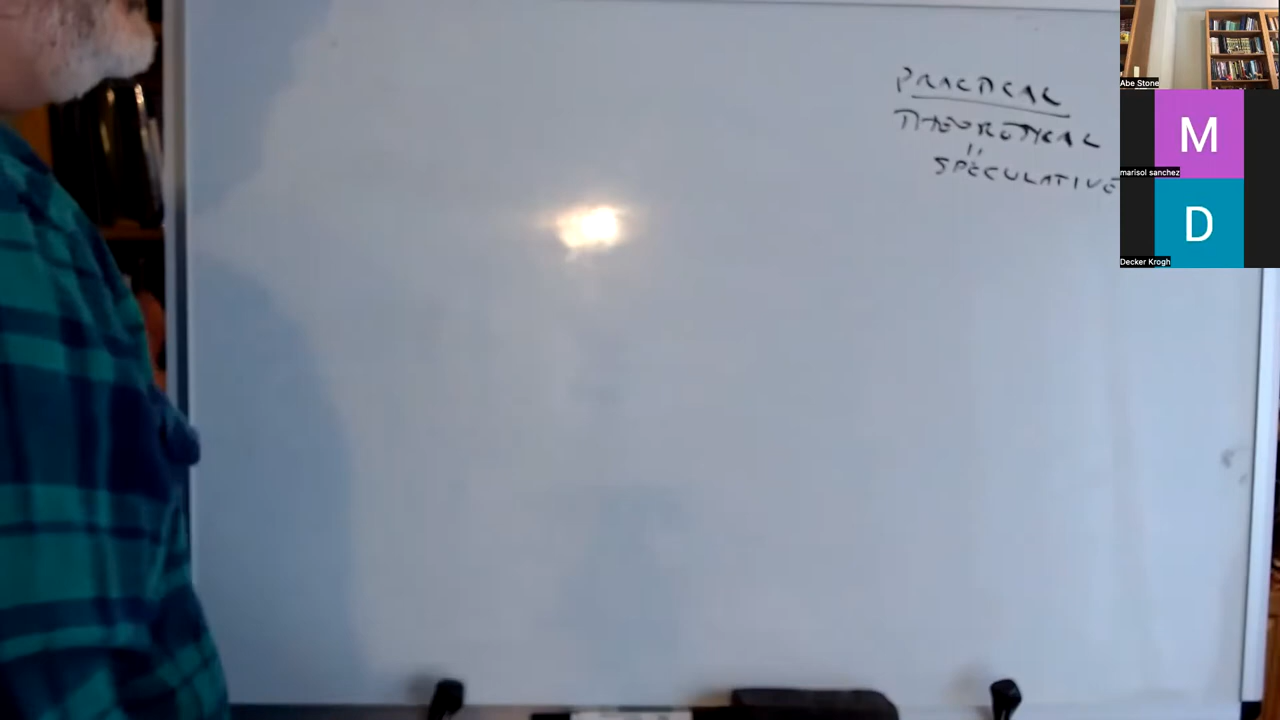 PRACTICAL
THEORETICAL
"
SPECULATIVE
Abe Stone
M
marisol sanchez
D
Decker Krogh